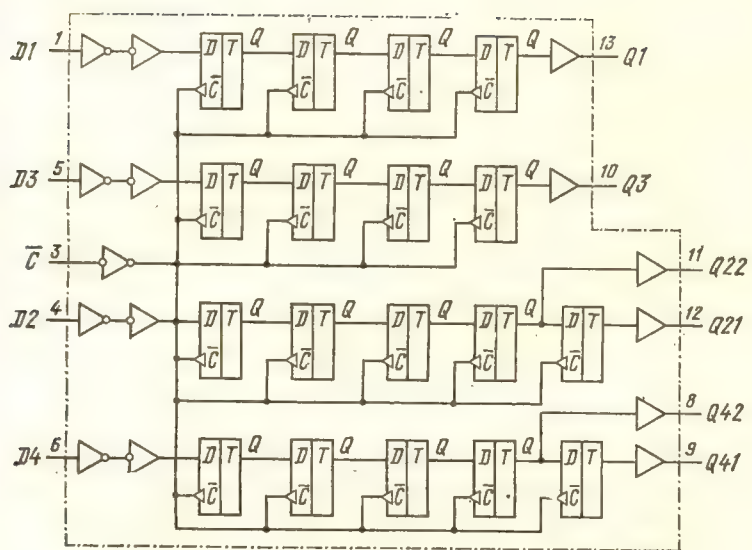 D1 1 D T Q D T Q D T Q D T Q 13 Q1
C̅ C̅ C̅ C̅
D3 5 D T Q D T Q D T Q D T Q 10 Q3
C̅ C̅ C̅ C̅
C̅ 3
11 Q22
D2 4 D T Q D T Q D T Q D T Q D T 12 Q21
C̅ C̅ C̅ C̅ C̅
8 Q42
D4 6 D T Q D T Q D T Q D T Q D T 9 Q41
C̅ C̅ C̅ C̅ C̅